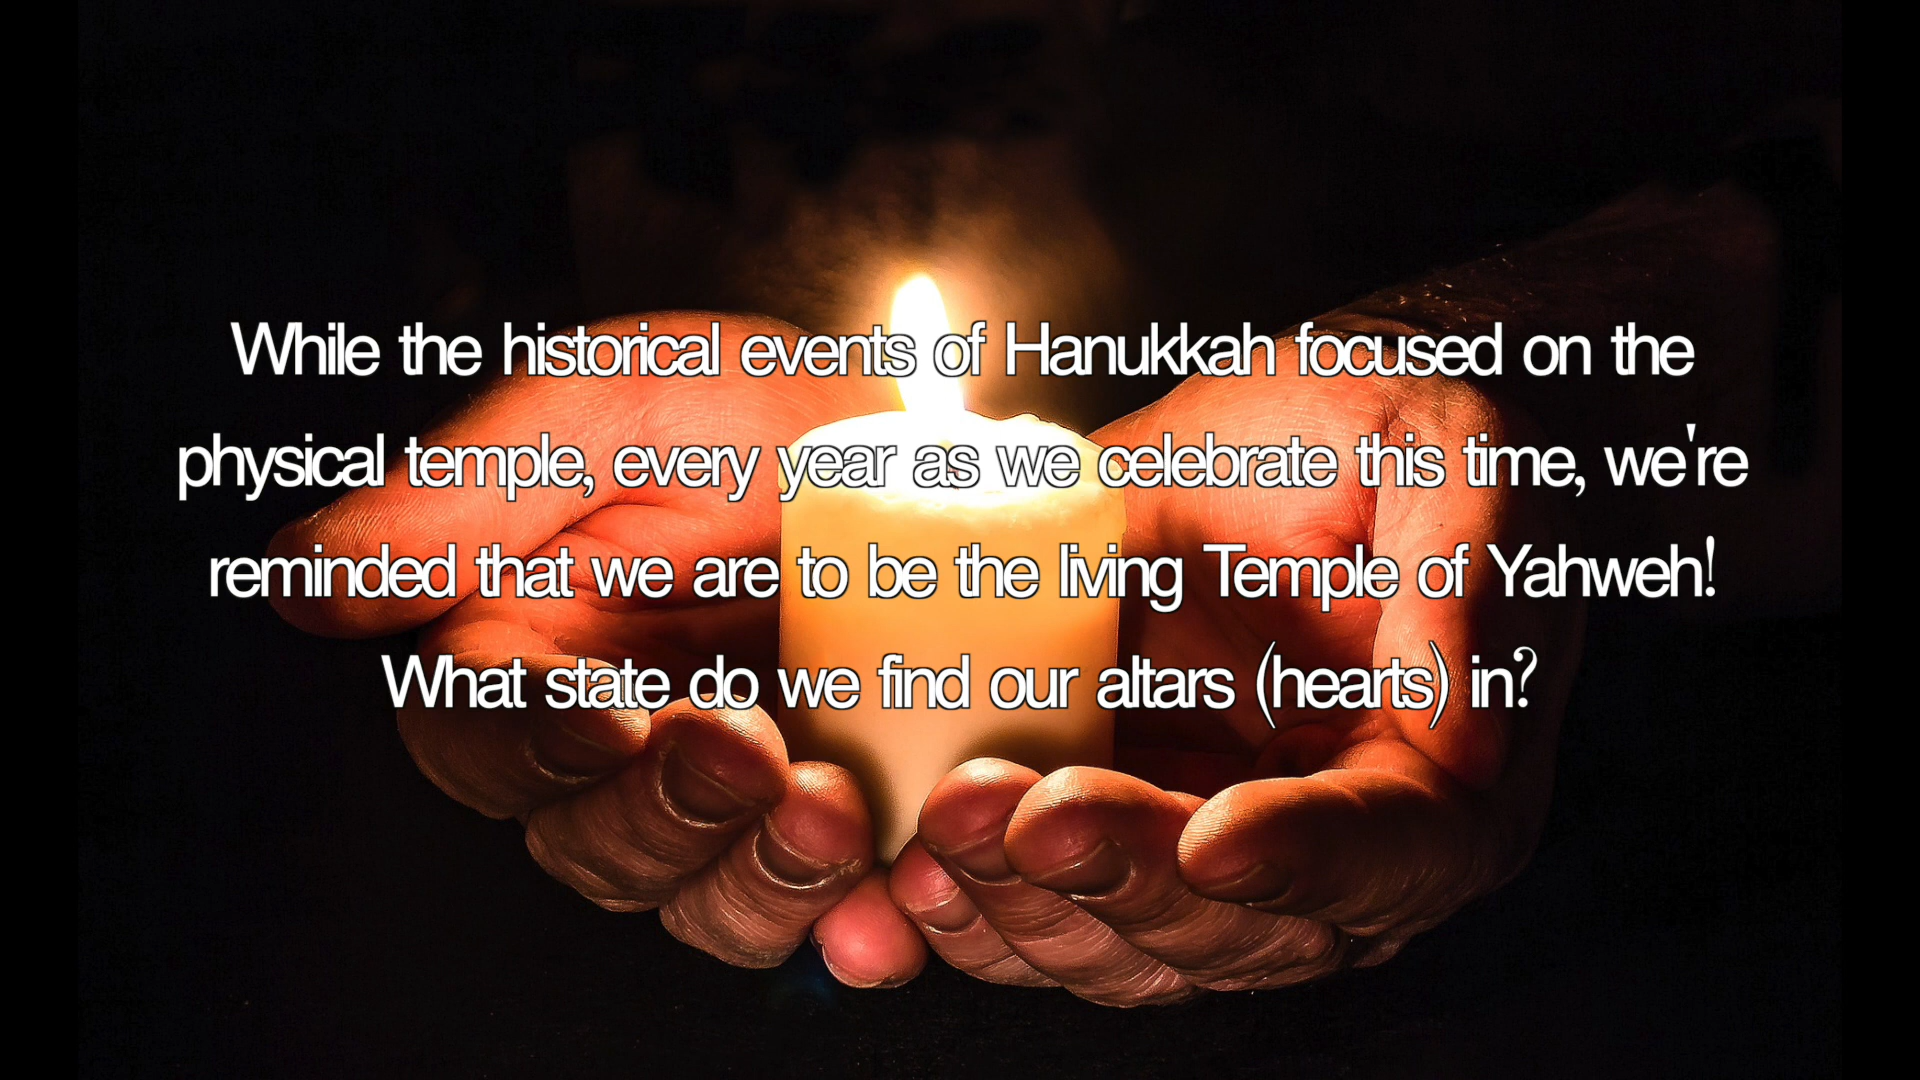 While the historical events of Hanukkah focused on the
physical temple, every year as we celebrate this time, we're
reminded that we are to be the living Temple of Yahweh!
What state do we find our altars (hearts) in?